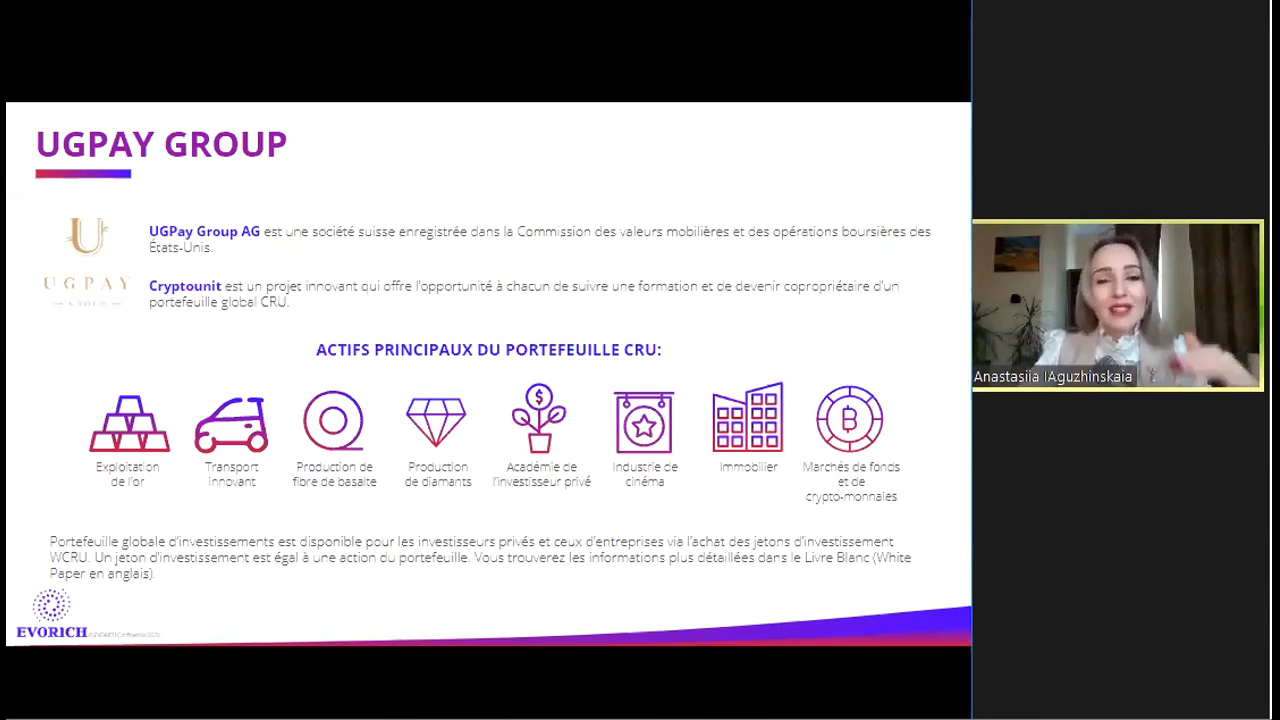 UGPAY GROUP
UGPay Group AG est une société suisse enregistrée dans la Commission des valeurs mobilières et des opérations boursières des
États-Unis.
UGPAY
Cryptounit est un projet innovant qui offre l'opportunité à chacun de suivre une formation et de devenir copropriétaire d'un
portefeuille global CRU.
ACTIFS PRINCIPAUX DU PORTEFEUILLE CRU:
Exploitation
de l'or
Transport
innovant
Production de
fibre de basalte
Production
de diamants
Académie de
l'investisseur privé
Industrie de
cinéma
Immobilier
Marchés de fonds
et de
crypto-monnaies
Portefeuille globale d'investissements est disponible pour les investisseurs privés et ceux d'entreprises via l'achat des jetons d'investissement
WCRU. Un jeton d'investissement est égal à une action du portefeuille. Vous trouverez les informations plus détaillées dans le Livre Blanc (White
Paper en anglais).
EVORICH
Anastasiia IAguzhinskaia